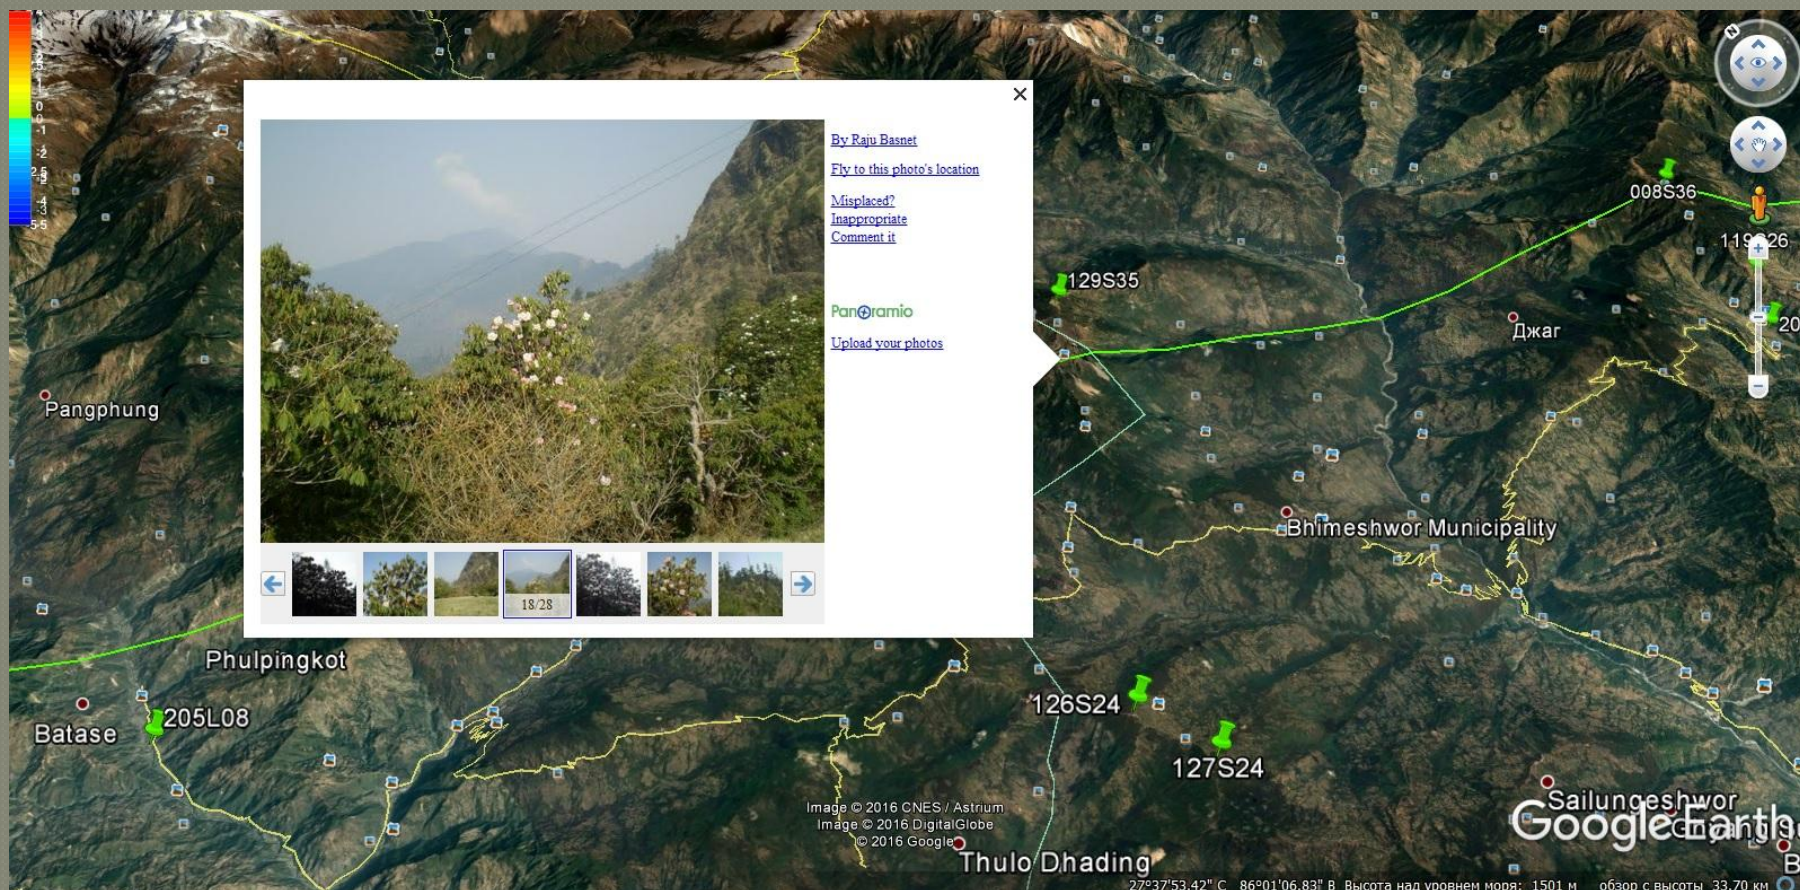 By Raju Basnet
Fly to this photo's location
Misplaced?
Inappropriate
Comment it
Panoramio
Upload your photos
18/28
N
008S36
119S26
129S35
20
Джаг
Pangphung
Bhimeshwor Municipality
Phulpingkot
205L08
Batase
126S24
127S24
Sailungeshwor
Image © 2016 CNES / Astrium
Image © 2016 DigitalGlobe
© 2016 Google
Google Earth
Thulo Dhading
27°37'53.42" С 86°01'06.83" В Высота над уровнем моря: 1501 м обзор с высоты 33.70 км